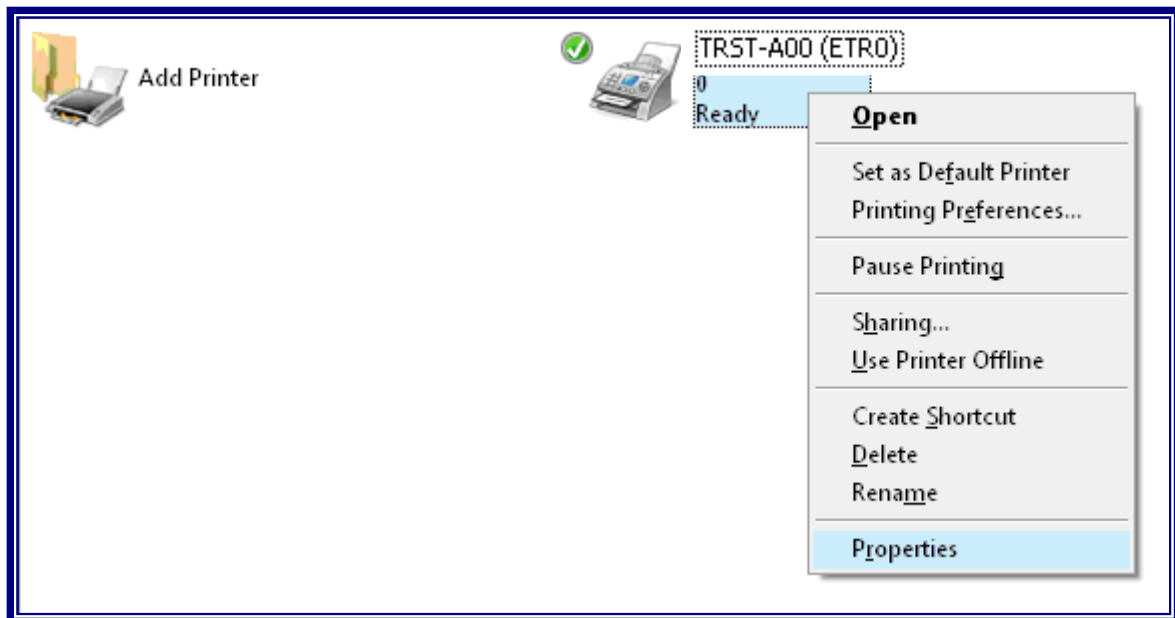 Add Printer
TRST-A00 (ETR0)
0
Ready
Open
Set as Default Printer
Printing Preferences...
Pause Printing
Sharing...
Use Printer Offline
Create Shortcut
Delete
Rename
Properties